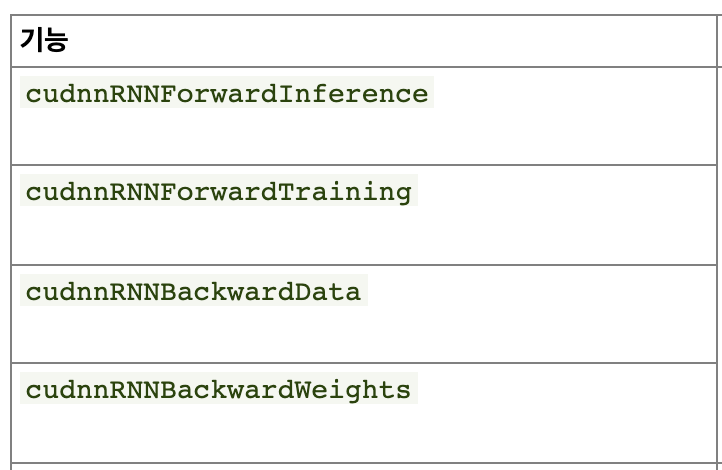 기능
cudnnRNNForwardInference
cudnnRNNForwardTraining
cudnnRNNBackwardData
cudnnRNNBackwardWeights